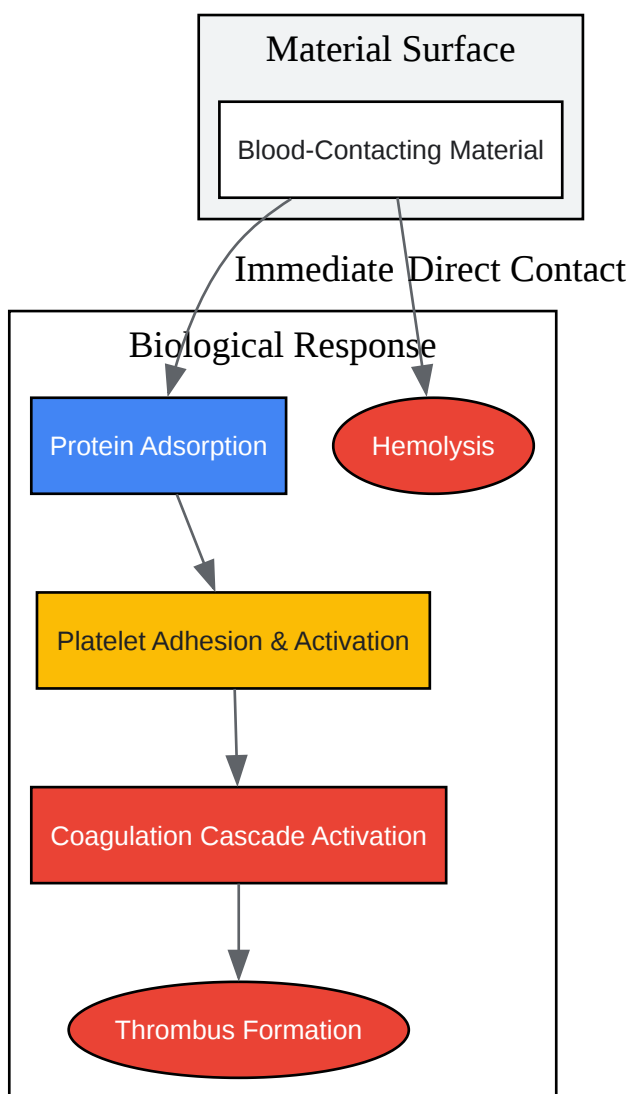 Material Surface
Blood-Contacting Material
Immediate
Direct Contact
Biological Response
Protein Adsorption
Hemolysis
Platelet Adhesion & Activation
Coagulation Cascade Activation
Thrombus Formation